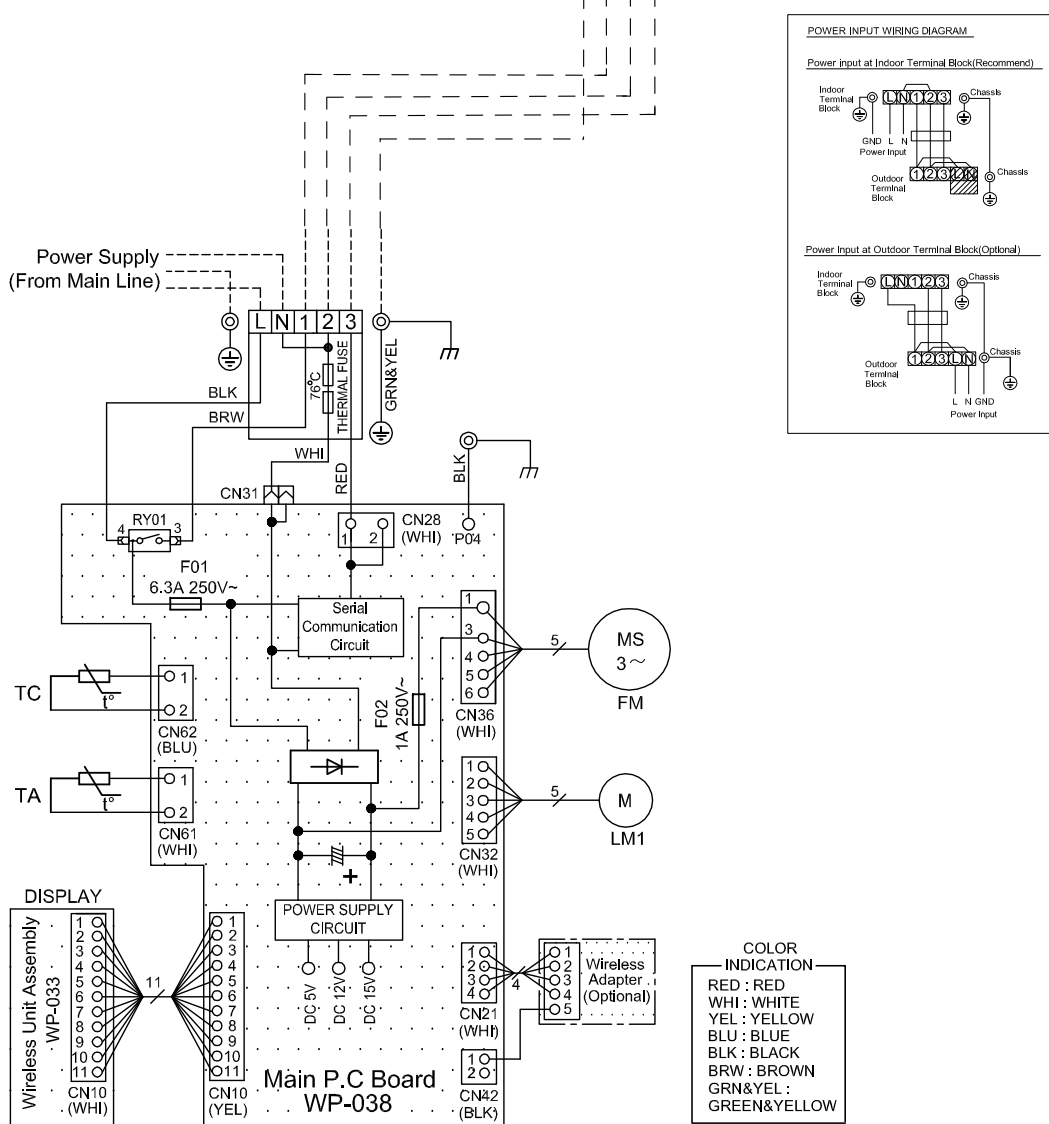 POWER INPUT WIRING DIAGRAM
Power input at Indoor Terminal Block(Recommend)
Indoor
Terminal
Block
L N 1 2 3
Chassis
GND L N
Power Input
Outdoor
Terminal
Block
1 2 3 L N
Chassis
Power Input at Outdoor Terminal Block(Optional)
Indoor
Terminal
Block
L N 1 2 3
Chassis
Outdoor
Terminal
Block
1 2 3 L N
Chassis
L N GND
Power Input
Power Supply
(From Main Line)
L N 1 2 3
76°C
THERMAL FUSE
GRN&YEL
BLK
BRW
WHI
RED
BLK
CN31
RY01
4 3
CN28
(WHI)
1 2
P04
F01
6.3A 250V~
Serial
Communication
Circuit
1
3
4
5
6
CN36
(WHI)
5
MS
3~
FM
F02
1A 250V~
TC
t°
1
2
CN62
(BLU)
TA
t°
1
2
CN61
(WHI)
1
2
3
4
5
CN32
(WHI)
5
M
LM1
+
POWER SUPPLY
CIRCUIT
DC 5V
DC 12V
DC 15V
DISPLAY
Wireless Unit Assembly
WP-033
1
2
3
4
5
6
7
8
9
10
11
CN10
(WHI)
11
1
2
3
4
5
6
7
8
9
10
11
CN10
(YEL)
Main P.C Board
WP-038
1
2
3
4
CN21
(WHI)
4
1
2
3
4
5
Wireless
Adapter
(Optional)
1
2
CN42
(BLK)
COLOR
INDICATION
RED : RED
WHI : WHITE
YEL : YELLOW
BLU : BLUE
BLK : BLACK
BRW : BROWN
GRN&YEL :
GREEN&YELLOW